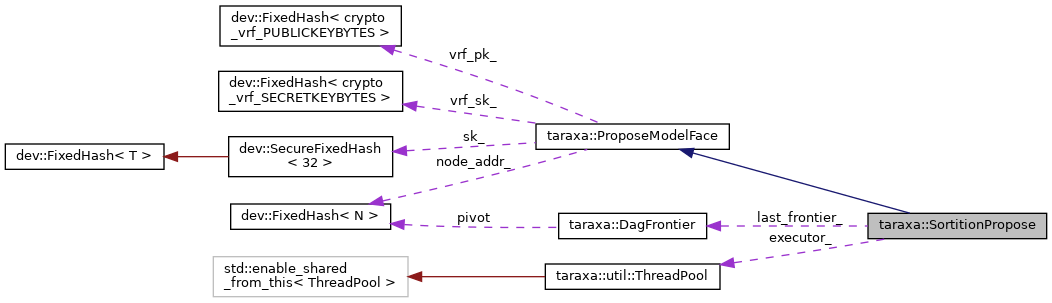 dev::FixedHash< crypto
_vrf_PUBLICKEYBYTES >
vrf_pk_
dev::FixedHash< crypto
_vrf_SECRETKEYBYTES >
vrf_sk_
taraxa::ProposeModelFace
sk_
dev::SecureFixedHash
< 32 >
dev::FixedHash< T >
node_addr_
dev::FixedHash< N >
pivot
taraxa::DagFrontier
last_frontier_
taraxa::SortitionPropose
executor_
std::enable_shared
_from_this< ThreadPool >
taraxa::util::ThreadPool